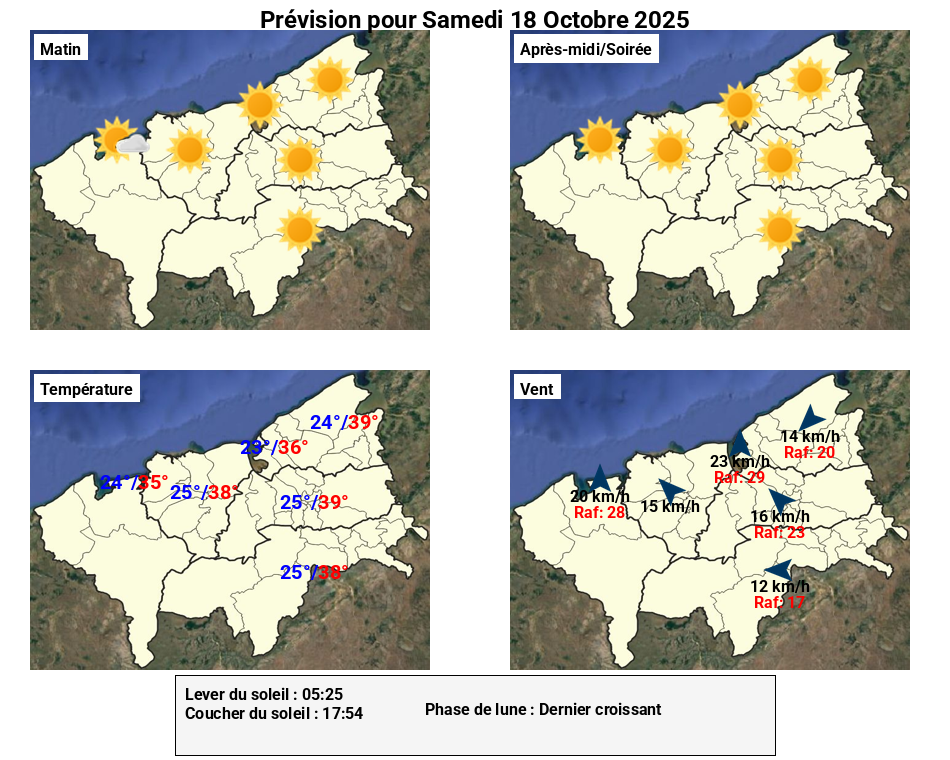 Prévision pour Samedi 18 Octobre 2025
Matin
Après-midi/Soirée
Température
24°/39°
23°/36°
24°/35°
25°/38°
25°/39°
25°/38°
Vent
14 km/h
Raf: 20
23 km/h
Raf: 29
20 km/h
Raf: 28
15 km/h
16 km/h
Raf: 23
12 km/h
Raf: 17
Lever du soleil : 05:25
Coucher du soleil : 17:54
Phase de lune : Dernier croissant